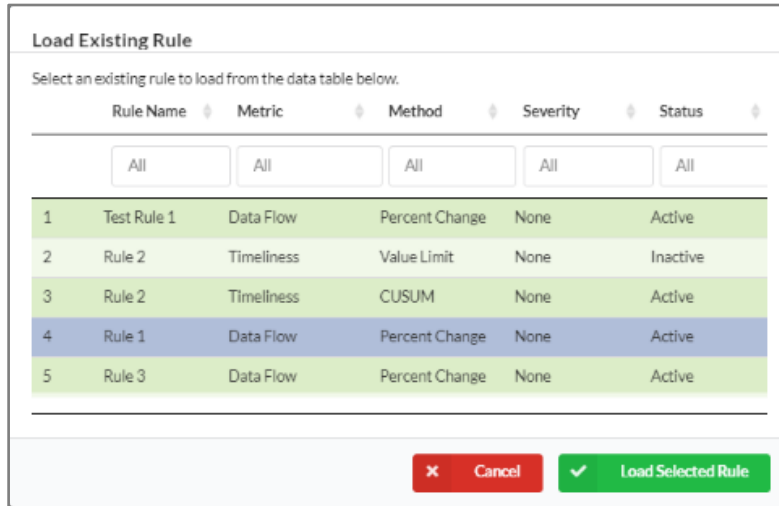 Load Existing Rule
Select an existing rule to load from the data table below.
Rule Name Metric Method Severity Status
All All All All All
1 Test Rule 1 Data Flow Percent Change None Active
2 Rule 2 Timeliness Value Limit None Inactive
3 Rule 2 Timeliness CUSUM None Active
4 Rule 1 Data Flow Percent Change None Active
5 Rule 3 Data Flow Percent Change None Active
Cancel Load Selected Rule